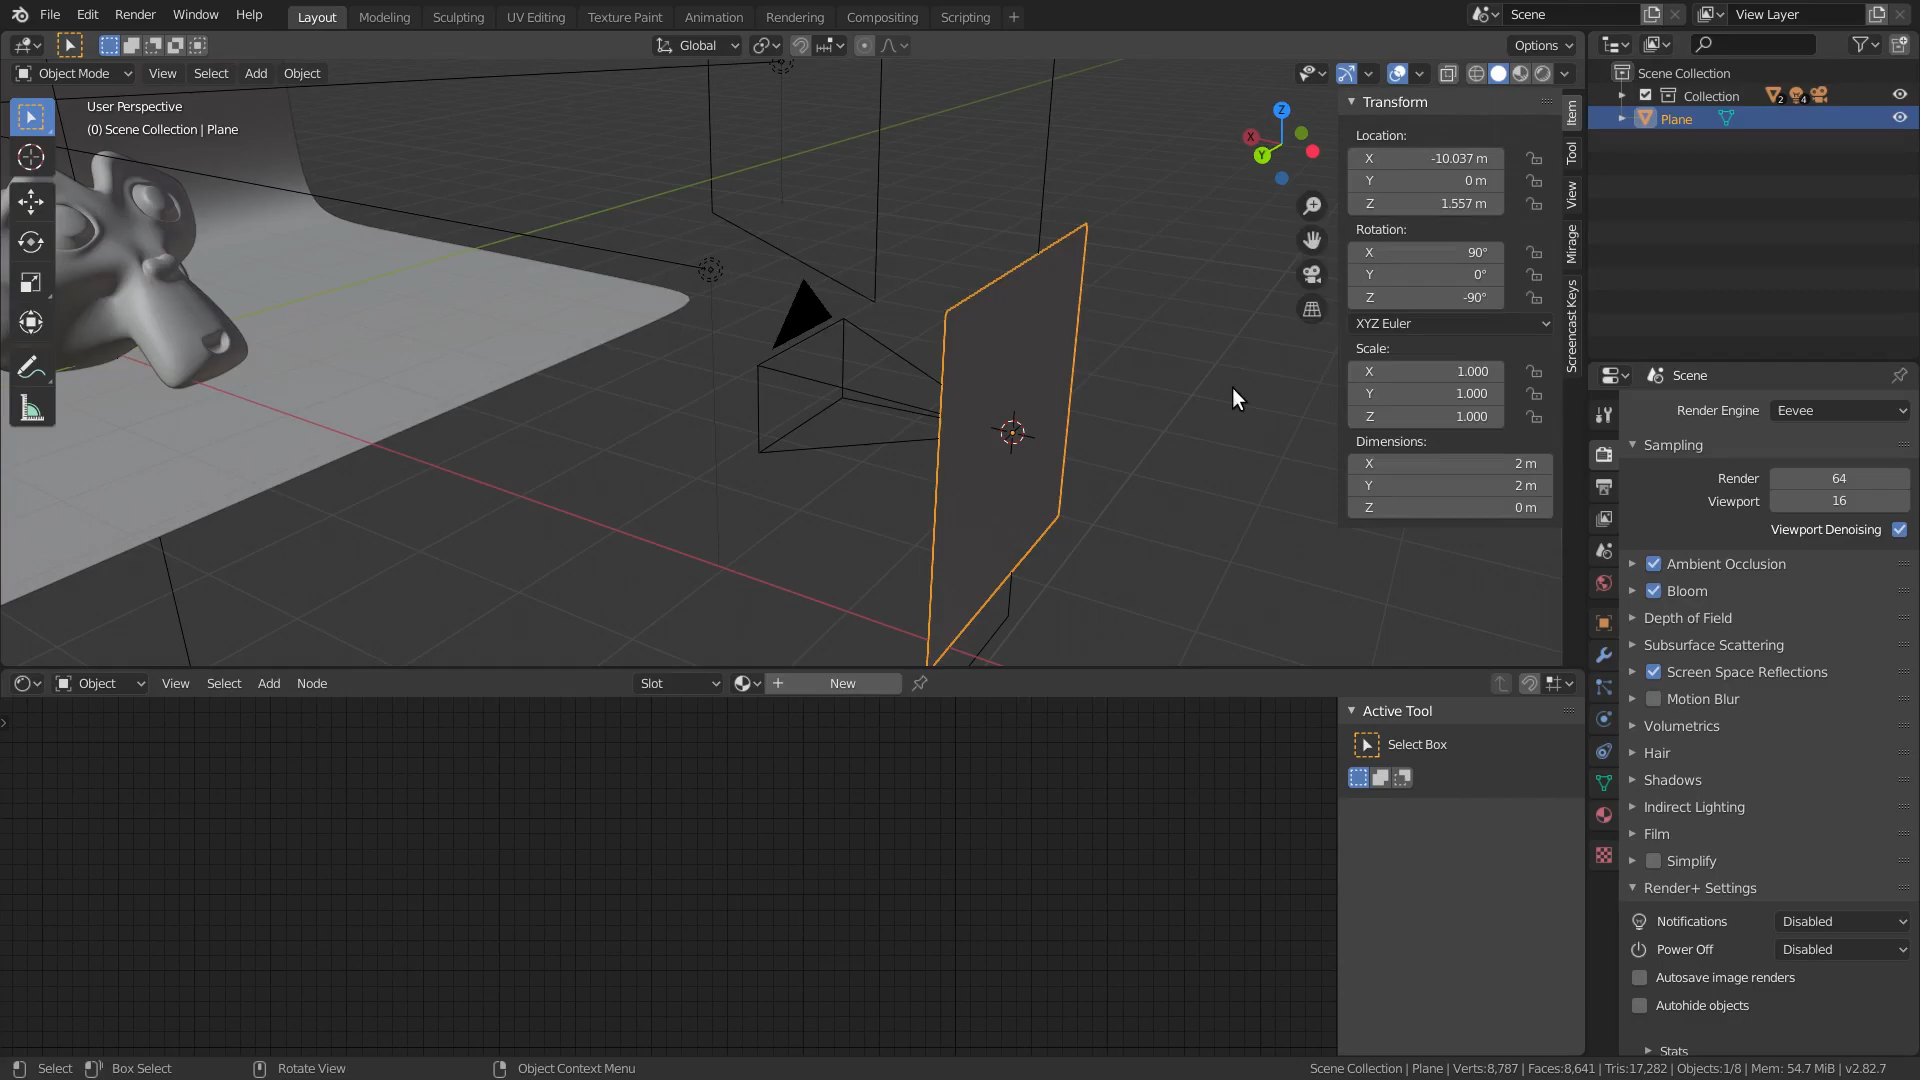 File Edit Render Window Help Layout Modeling Sculpting UV Editing Texture Paint Animation Rendering Compositing Scripting + Scene View Layer
Global Options
Object Mode View Select Add Object
User Perspective
(0) Scene Collection | Plane
Z
X
Y
Transform
Location:
X -10.037 m
Y 0 m
Z 1.557 m
Rotation:
X 90°
Y 0°
Z -90°
XYZ Euler
Scale:
X 1.000
Y 1.000
Z 1.000
Dimensions:
X 2 m
Y 2 m
Z 0 m
Item
Tool
View
Mirage
Screencast Keys
Scene Collection
Collection 2 4
Plane
Scene
Render Engine Eevee
Sampling
Render 64
Viewport 16
Viewport Denoising
Ambient Occlusion
Bloom
Depth of Field
Subsurface Scattering
Screen Space Reflections
Motion Blur
Volumetrics
Hair
Shadows
Indirect Lighting
Film
Simplify
Render+ Settings
Notifications Disabled
Power Off Disabled
Autosave image renders
Autohide objects
Stats
Object View Select Add Node Slot + New
Active Tool
Select Box
Select Box Select Rotate View Object Context Menu Scene Collection | Plane | Verts:8,787 | Faces:8,641 | Tris:17,282 | Objects:1/8 | Mem: 54.7 MiB | v2.82.7